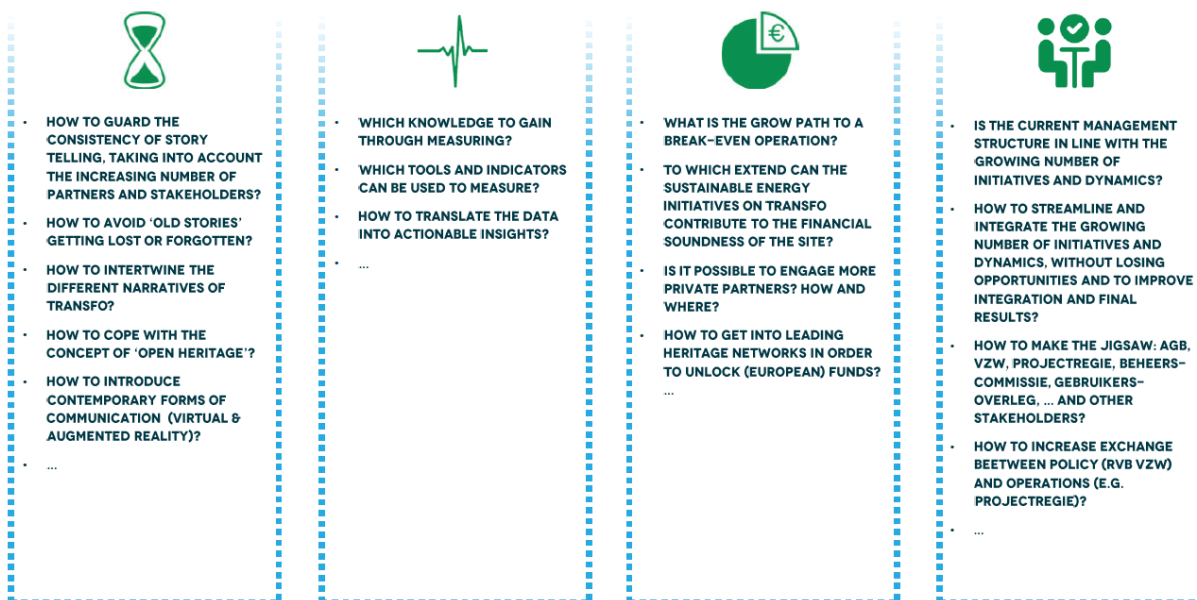 • HOW TO GUARD THE
CONSISTENCY OF STORY
TELLING, TAKING INTO ACCOUNT
THE INCREASING NUMBER OF
PARTNERS AND STAKEHOLDERS?
• HOW TO AVOID ‘OLD STORIES’
GETTING LOST OR FORGOTTEN?
• HOW TO INTERTWINE THE
DIFFERENT NARRATIVES OF
TRANSFO?
• HOW TO COPE WITH THE
CONCEPT OF ‘OPEN HERITAGE’?
• HOW TO INTRODUCE
CONTEMPORARY FORMS OF
COMMUNICATION (VIRTUAL &
AUGMENTED REALITY)?
• ...
• WHICH KNOWLEDGE TO GAIN
THROUGH MEASURING?
• WHICH TOOLS AND INDICATORS
CAN BE USED TO MEASURE?
• HOW TO TRANSLATE THE DATA
INTO ACTIONABLE INSIGHTS?
• ...
€
• WHAT IS THE GROW PATH TO A
BREAK-EVEN OPERATION?
• TO WHICH EXTEND CAN THE
SUSTAINABLE ENERGY
INITIATIVES ON TRANSFO
CONTRIBUTE TO THE FINANCIAL
SOUNDNESS OF THE SITE?
• IS IT POSSIBLE TO ENGAGE MORE
PRIVATE PARTNERS? HOW AND
WHERE?
• HOW TO GET INTO LEADING
HERITAGE NETWORKS IN ORDER
TO UNLOCK (EUROPEAN) FUNDS?
...
• IS THE CURRENT MANAGEMENT
STRUCTURE IN LINE WITH THE
GROWING NUMBER OF
INITIATIVES AND DYNAMICS?
• HOW TO STREAMLINE AND
INTEGRATE THE GROWING
NUMBER OF INITIATIVES AND
DYNAMICS, WITHOUT LOSING
OPPORTUNITIES AND TO IMPROVE
INTEGRATION AND FINAL
RESULTS?
• HOW TO MAKE THE JIGSAW: AGB,
VZW, PROJECTREGIE, BEHEERS-
COMMISSIE, GEBRUIKERS-
OVERLEG, ... AND OTHER
STAKEHOLDERS?
• HOW TO INCREASE EXCHANGE
BEETWEEN POLICY (RVB VZW)
AND OPERATIONS (E.G.
PROJECTREGIE)?
• ...